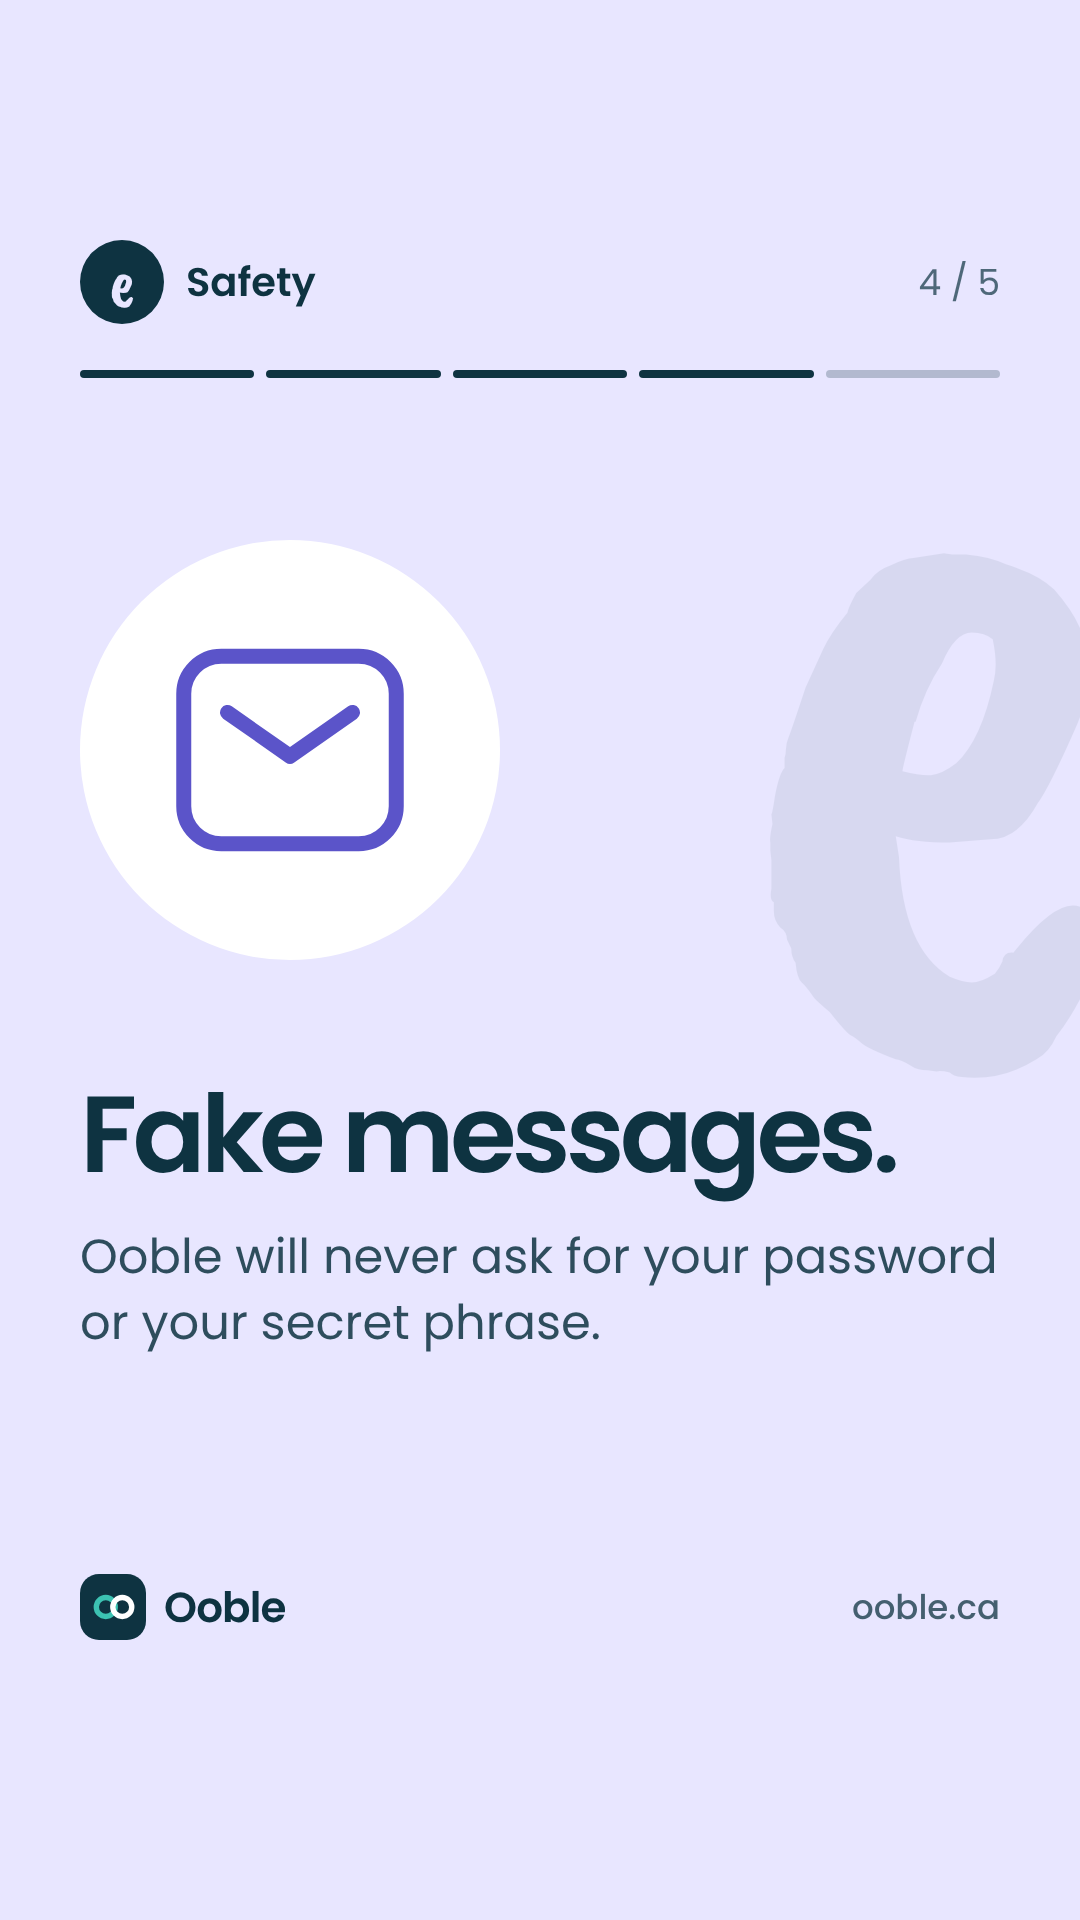 e
Safety
4 / 5
e
Fake messages.
Ooble will never ask for your password
or your secret phrase.
Ooble
ooble.ca